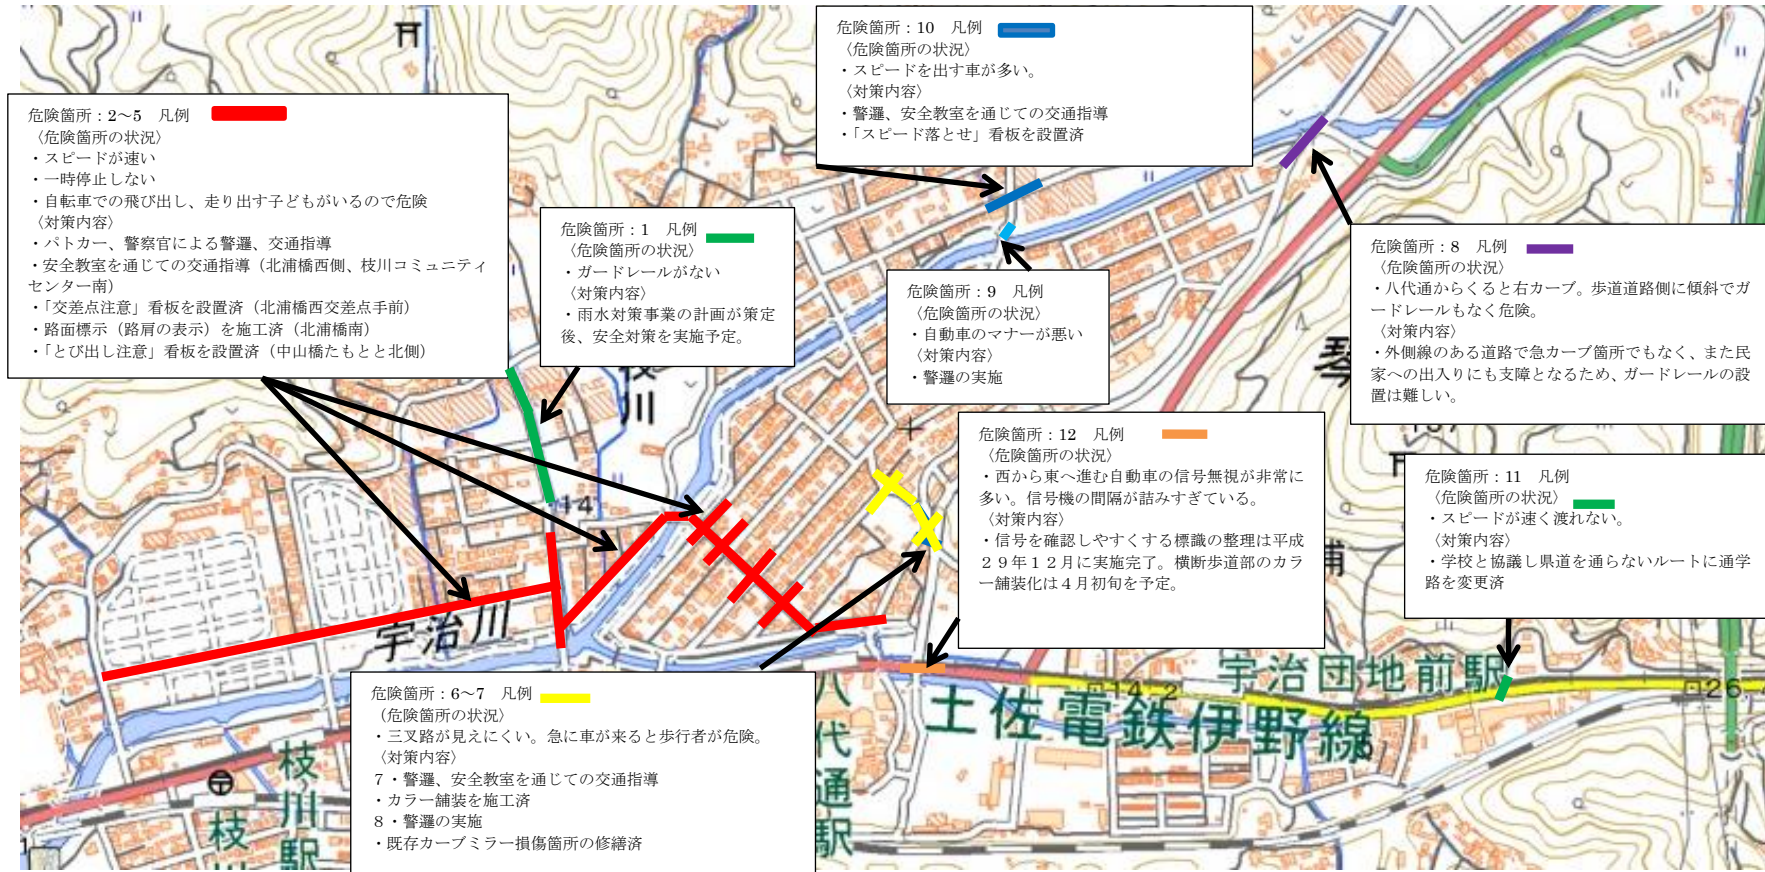 危険箇所：2～5　凡例
〈危険箇所の状況〉
・スピードが速い
・一時停止しない
・自転車での飛び出し、走り出す子どもがいるので危険
〈対策内容〉
・パトカー、警察官による警邏、交通指導
・安全教室を通じての交通指導（北浦橋西側、枝川コミュニティ
センター南）
・「交差点注意」看板を設置済（北浦橋西交差点手前）
・路面標示（路肩の表示）を施工済（北浦橋南）
・「とび出し注意」看板を設置済（中山橋たもとと北側）
危険箇所：1　凡例
〈危険箇所の状況〉
・ガードレールがない
〈対策内容〉
・雨水対策事業の計画が策定
後、安全対策を実施予定。
危険箇所：10　凡例
〈危険箇所の状況〉
・スピードを出す車が多い。
〈対策内容〉
・警邏、安全教室を通じての交通指導
・「スピード落とせ」看板を設置済
危険箇所：9　凡例
〈危険箇所の状況〉
・自動車のマナーが悪い
〈対策内容〉
・警邏の実施
危険箇所：8　凡例
〈危険箇所の状況〉
・八代通からくると右カーブ。歩道道路側に傾斜でガ
ードレールもなく危険。
〈対策内容〉
・外側線のある道路で急カーブ箇所でもなく、また民
家への出入りにも支障となるため、ガードレールの設
置は難しい。
危険箇所：12　凡例
〈危険箇所の状況〉
・西から東へ進む自動車の信号無視が非常に
多い。信号機の間隔が詰みすぎている。
〈対策内容〉
・信号を確認しやすくする標識の整理は平成
２９年１２月に実施完了。横断歩道部のカラ
ー舗装化は４月初旬を予定。
危険箇所：11　凡例
〈危険箇所の状況〉
・スピードが速く渡れない。
〈対策内容〉
・学校と協議し県道を通らないルートに通学
路を変更済
危険箇所：6～7　凡例
（危険箇所の状況）
・三叉路が見えにくい。急に車が来ると歩行者が危険。
〈対策内容〉
７・警邏、安全教室を通じての交通指導
・カラー舗装を施工済
８・警邏の実施
・既存カーブミラー損傷箇所の修繕済
川
14
宇治川
琴
浦
宇治団地前駅
14.2
26
土佐電鉄伊野線
八代通駅
枝川駅
枝